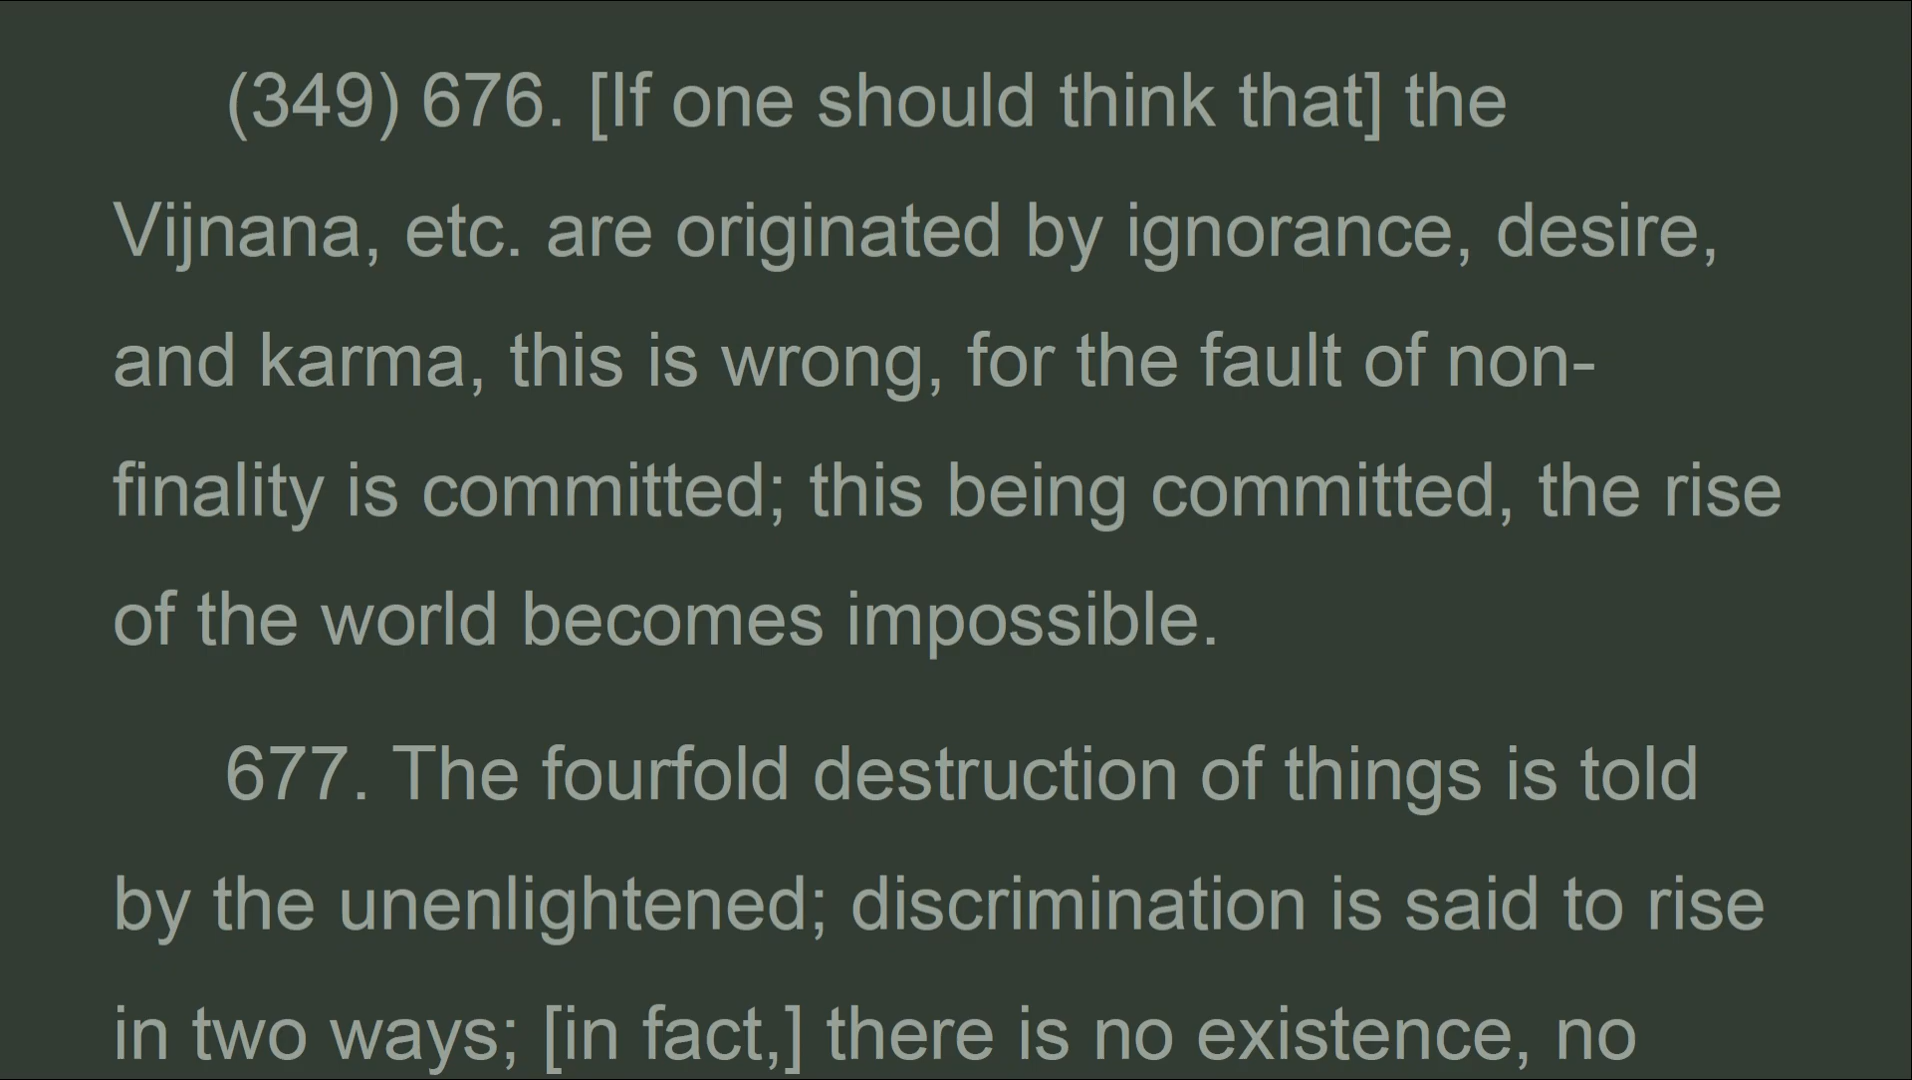 (349) 676. [If one should think that] the
Vijnana, etc. are originated by ignorance, desire,
and karma, this is wrong, for the fault of non-
finality is committed; this being committed, the rise
of the world becomes impossible.
677. The fourfold destruction of things is told
by the unenlightened; discrimination is said to rise
in two ways; [in fact,] there is no existence, no